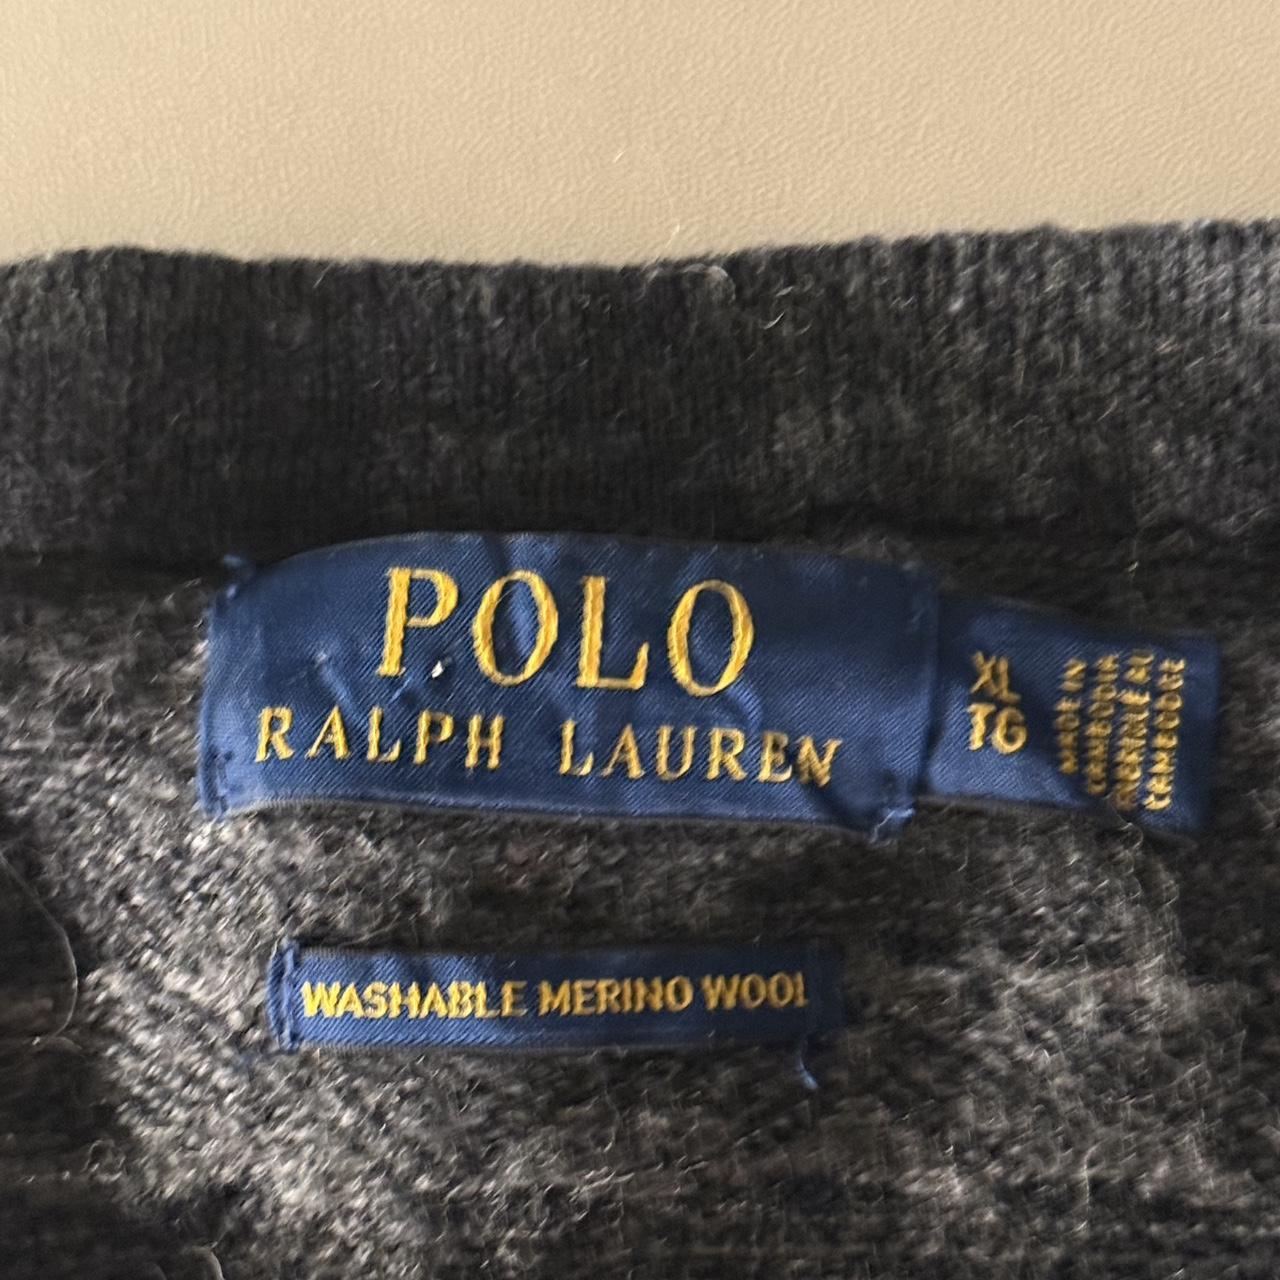 POLO
RALPH LAUREN
XL
TG
MADE IN
CAMBODIA
FABRIQUÉ AU
CAMBODGE
WASHABLE MERINO WOOL